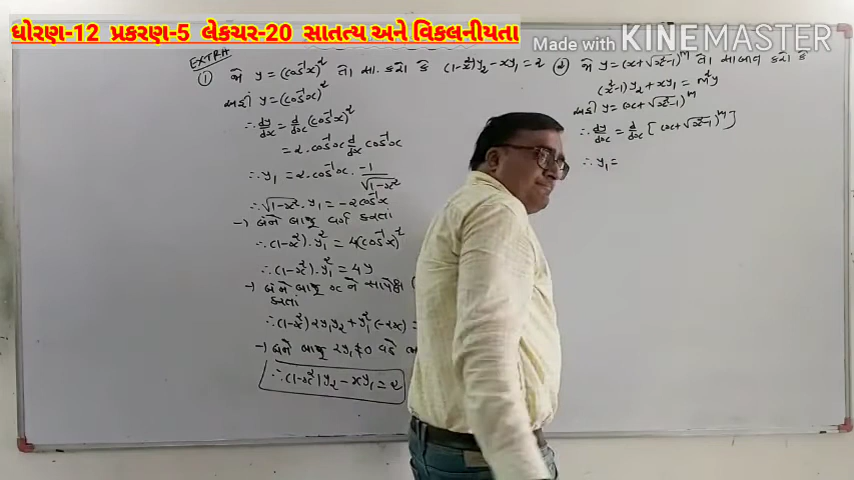 ધોરણ-12 પ્રકરણ-5 લેકચર-20 સાતત્ય અને વિકલનીયતા
Made with KINEMASTER
EXTRA
① જો y = (cos⁻¹x)² તો સા. કરો કે (1-x²)y₂ - xy₁ = 2
અહીં y = (cos⁻¹x)²
∴ dy/dx = d/dx (cos⁻¹x)²
= 2·cos⁻¹x d/dx cos⁻¹x
∴ y₁ = 2·cos⁻¹x · -1/√1-x²
∴ √1-x² · y₁ = -2cos⁻¹x
→ બંને બાજુ વર્ગ કરતાં
∴ (1-x²)·y₁² = 4(cos⁻¹x)²
∴ (1-x²)·y₁² = 4y
→ બંને બાજુ x ને સાપેક્ષ
કરતાં
∴ (1-x²)2y₁y₂ + y₁²(-2x) =
→ બંને બાજુ 2y₁≠0 વડે
∴ (1-x²)y₂ - xy₁ = 2
② જો y = (x+√x²-1)ᵐ તો સાબિત કરો કે
(x²-1)y₂ + xy₁ = m²y
અહીં y = (x+√x²-1)ᵐ
∴ dy/dx = d/dx [(x+√x²-1)ᵐ]
∴ y₁ =